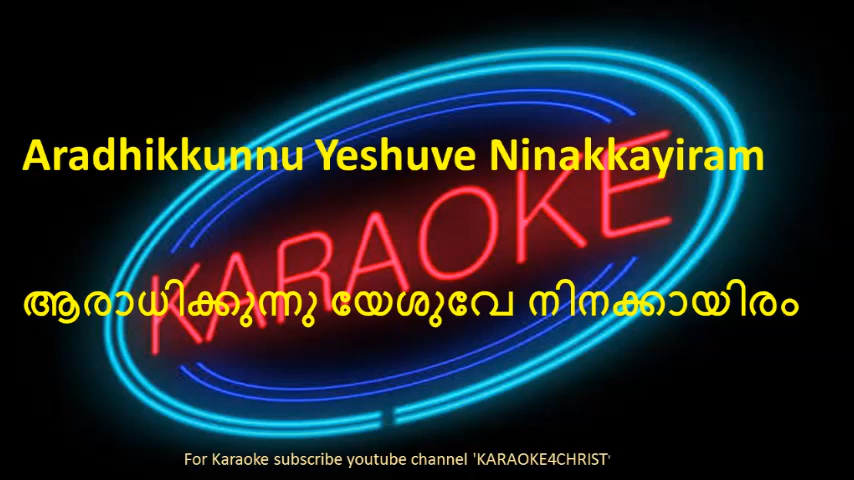 Aradhikkunnu Yeshuve Ninakkayiram
KARAOKE
ആരാധിക്കുന്നു യേശുവേ നിനക്കായിരം
For Karaoke subscribe youtube channel 'KARAOKE4CHRIST'